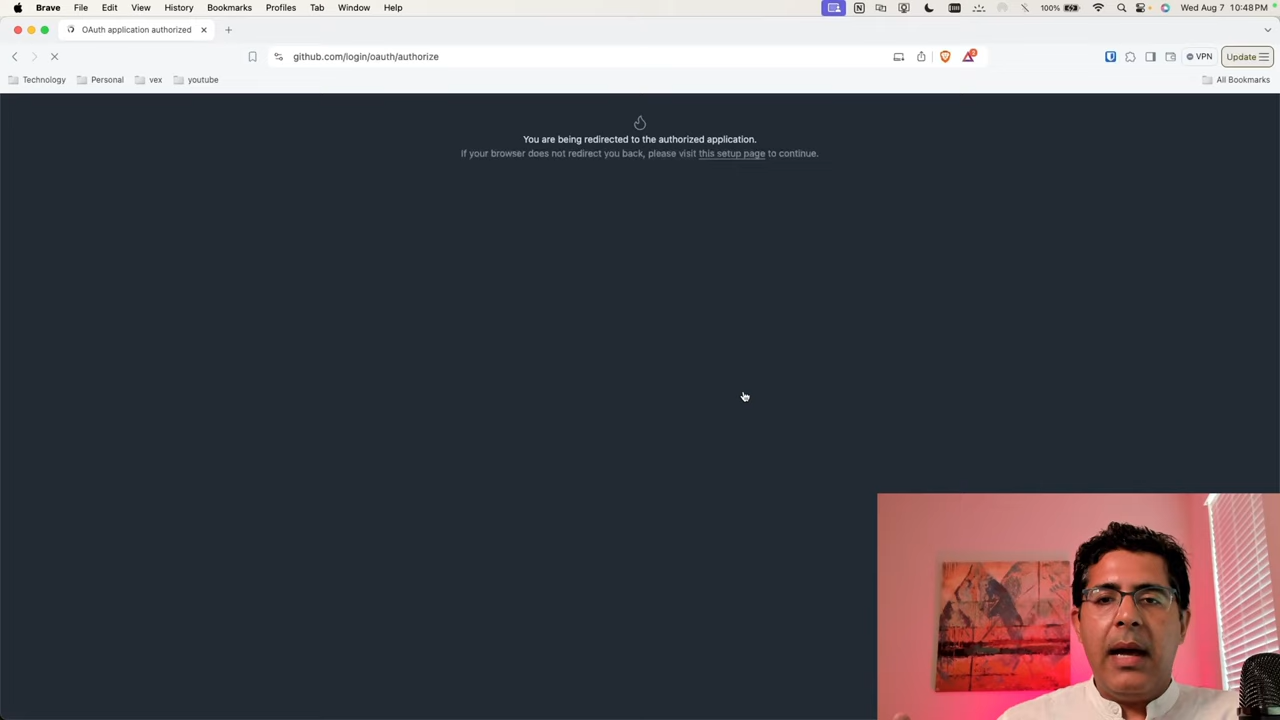 Brave File Edit View History Bookmarks Profiles Tab Window Help 100% Wed Aug 7 10:48 PM
OAuth application authorized
github.com/login/oauth/authorize
VPN
Update
Technology Personal vex youtube All Bookmarks
You are being redirected to the authorized application.
If your browser does not redirect you back, please visit this setup page to continue.